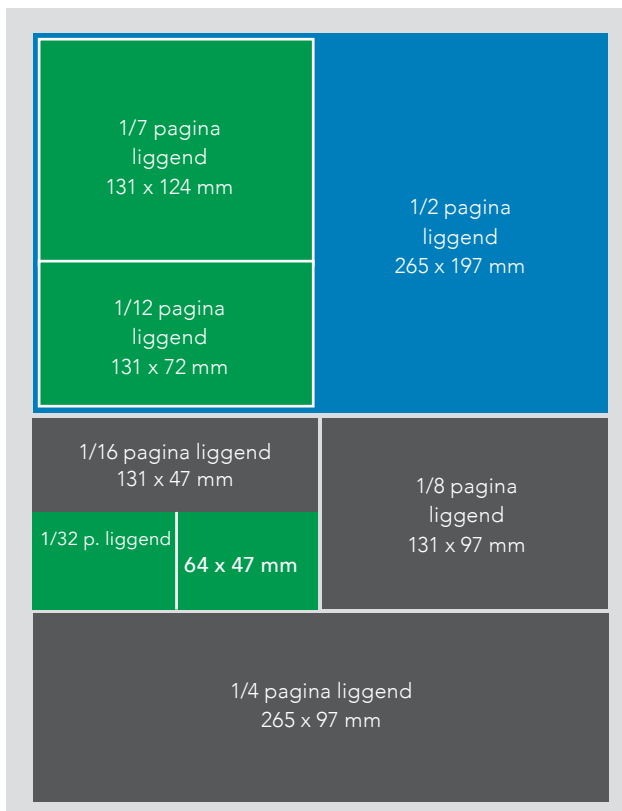 1/7 pagina
liggend
131 x 124 mm
1/2 pagina
liggend
265 x 197 mm
1/12 pagina
liggend
131 x 72 mm
1/16 pagina liggend
131 x 47 mm
1/8 pagina
liggend
131 x 97 mm
1/32 p. liggend
64 x 47 mm
1/4 pagina liggend
265 x 97 mm